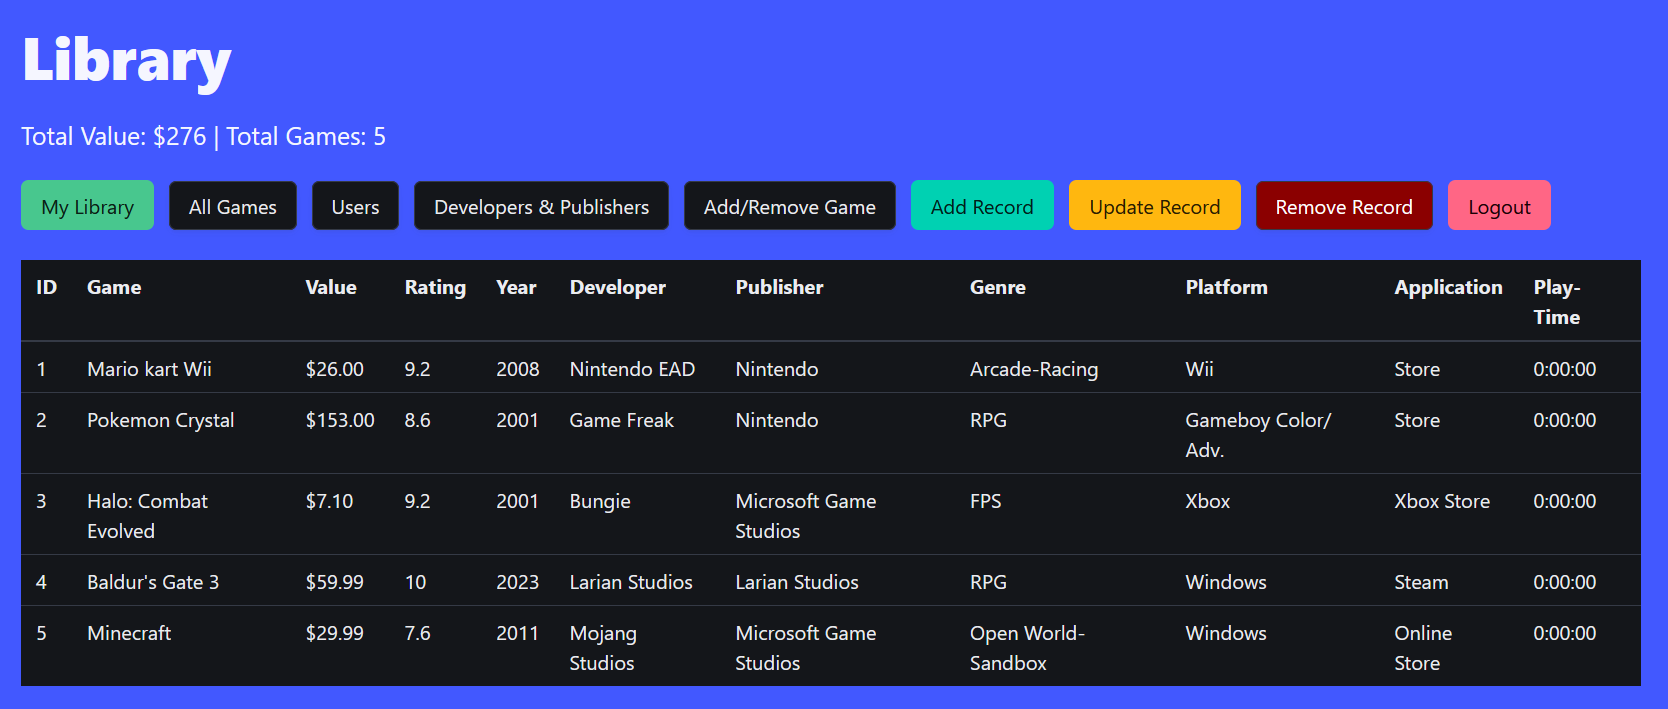 Library
Total Value: $276 | Total Games: 5
My Library All Games Users Developers & Publishers Add/Remove Game Add Record Update Record Remove Record Logout
ID Game Value Rating Year Developer Publisher Genre Platform Application Play-
Time
1 Mario kart Wii $26.00 9.2 2008 Nintendo EAD Nintendo Arcade-Racing Wii Store 0:00:00
2 Pokemon Crystal $153.00 8.6 2001 Game Freak Nintendo RPG Gameboy Color/ Store 0:00:00
Adv.
3 Halo: Combat $7.10 9.2 2001 Bungie Microsoft Game FPS Xbox Xbox Store 0:00:00
Evolved Studios
4 Baldur's Gate 3 $59.99 10 2023 Larian Studios Larian Studios RPG Windows Steam 0:00:00
5 Minecraft $29.99 7.6 2011 Mojang Microsoft Game Open World- Windows Online 0:00:00
Studios Studios Sandbox Store